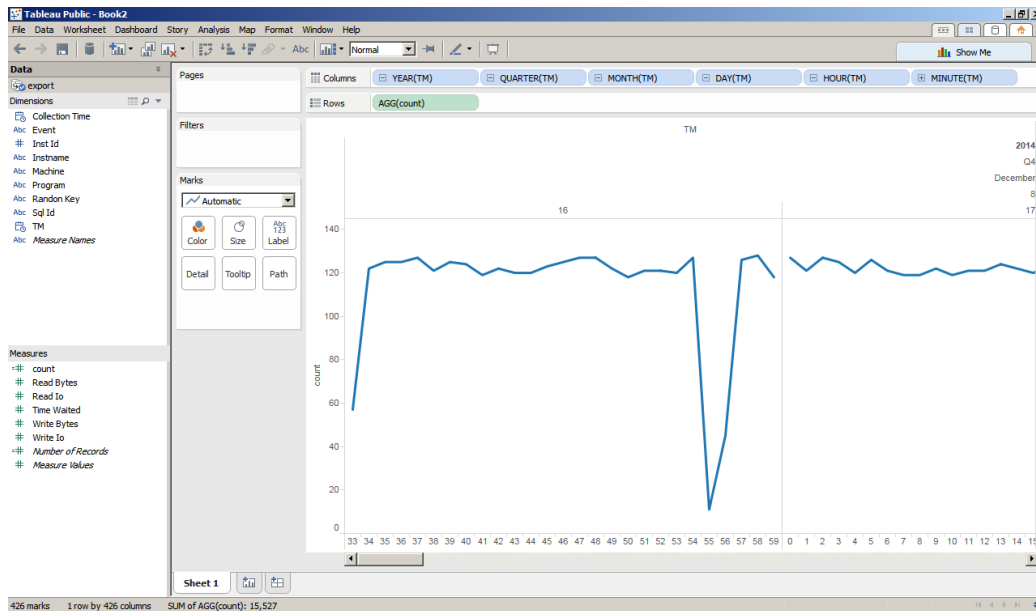 Tableau Public - Book2
File Data Worksheet Dashboard Story Analysis Map Format Window Help
Abc Normal Show Me
Data
export
Dimensions
Collection Time
Abc Event
# Inst Id
Abc Instname
Abc Machine
Abc Program
Abc Randon Key
Abc Sql Id
TM
Abc Measure Names
Measures
=# count
# Read Bytes
# Read Io
# Time Waited
# Write Bytes
# Write Io
=# Number of Records
# Measure Values
Pages
Filters
Marks
Automatic
Color Size Abc 123 Label
Detail Tooltip Path
Columns YEAR(TM) QUARTER(TM) MONTH(TM) DAY(TM) HOUR(TM) MINUTE(TM)
Rows AGG(count)
TM
2014
Q4
December
8
16 17
140
120
100
80
60
40
20
0
count
33 34 35 36 37 38 39 40 41 42 43 44 45 46 47 48 49 50 51 52 53 54 55 56 57 58 59 0 1 2 3 4 5 6 7 8 9 10 11 12 13 14 15
Sheet 1
426 marks 1 row by 426 columns SUM of AGG(count): 15,527